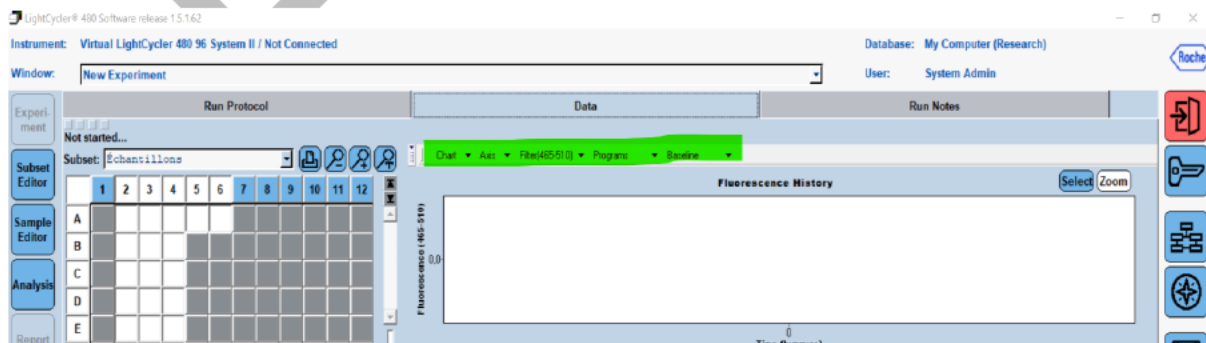 LightCycler® 480 Software release 1.5.1.62
Instrument: Virtual LightCycler 480 96 System II / Not Connected
Database: My Computer (Research)
Window: New Experiment
User: System Admin
Roche
Experi-
ment
Run Protocol
Data
Run Notes
Not started...
Subset: Échantillons
Chart Axis Filter(465-510) Programs Baseline
Subset
Editor
Fluorescence History
Select Zoom
1 2 3 4 5 6 7 8 9 10 11 12
Sample
Editor
A
B
C
D
E
Fluorescence (465-510)
0,0
Analysis
Report
0